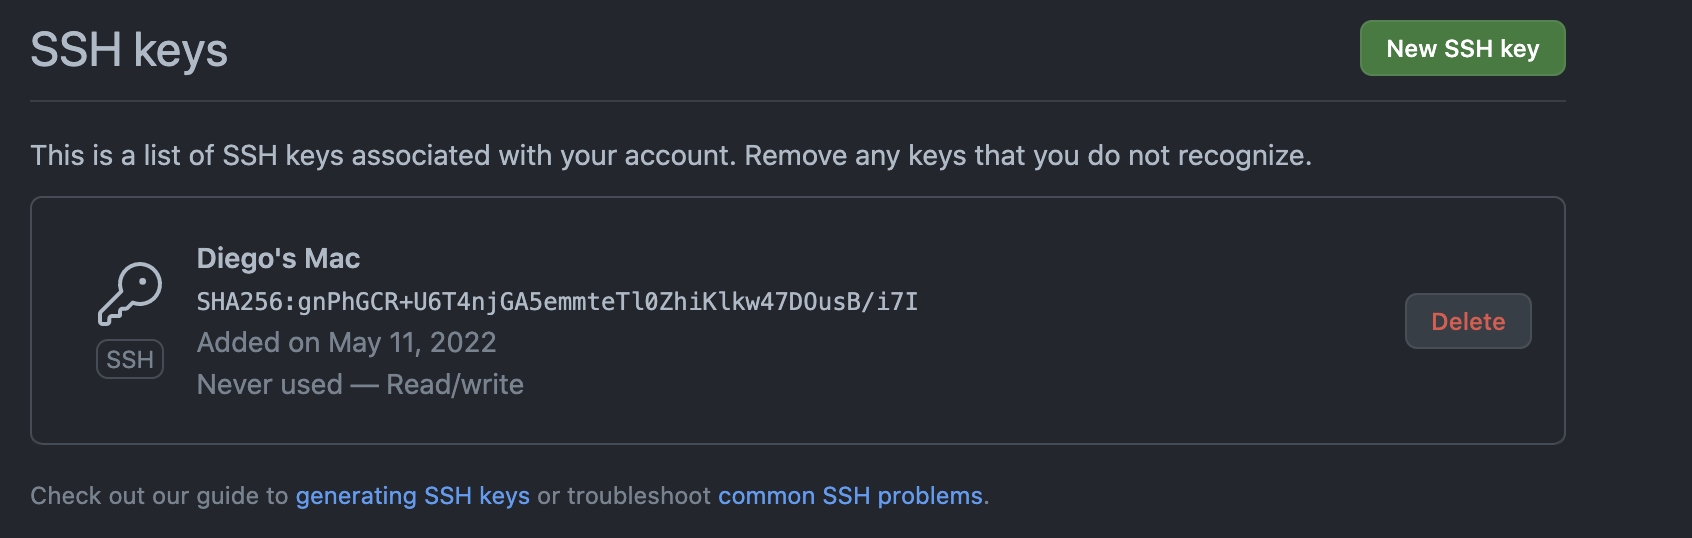 SSH keys
New SSH key
This is a list of SSH keys associated with your account. Remove any keys that you do not recognize.
Diego's Mac
SHA256:gnPhGCR+U6T4njGA5emmteTl0ZhiKlkw47DOusB/i7I
Added on May 11, 2022
Never used — Read/write
SSH
Delete
Check out our guide to generating SSH keys or troubleshoot common SSH problems.